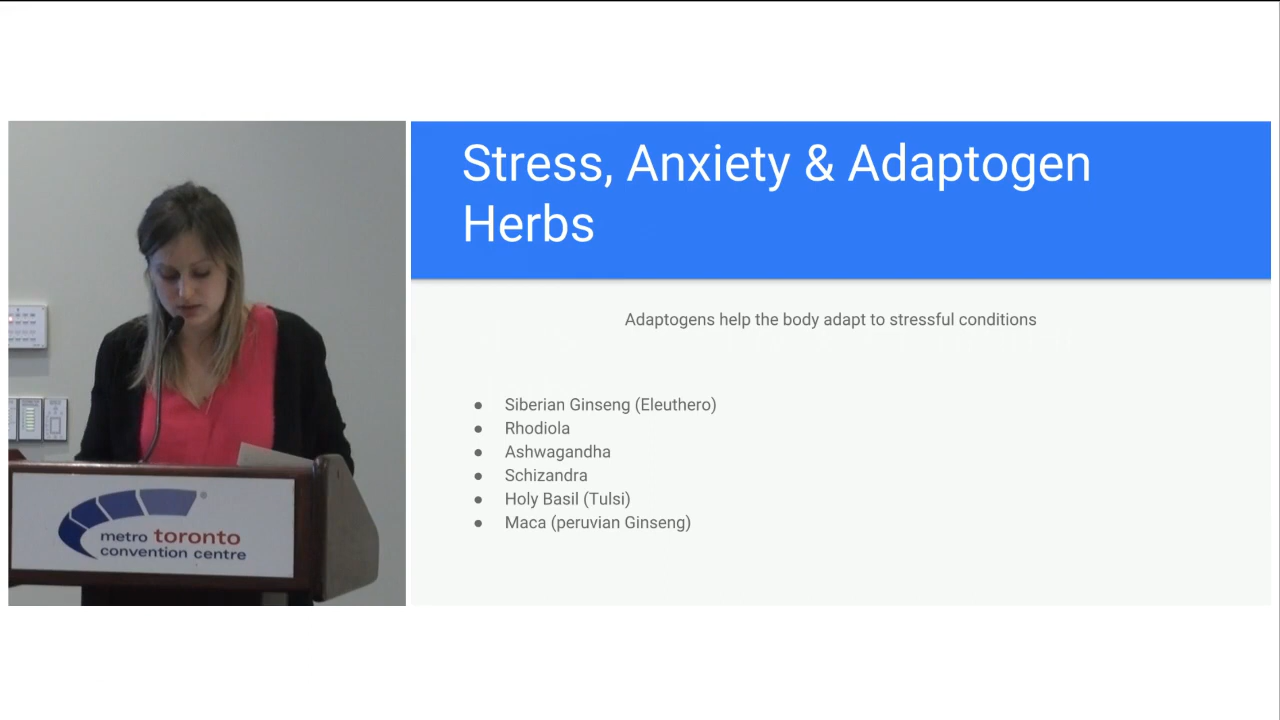 Stress, Anxiety & Adaptogen
Herbs
Adaptogens help the body adapt to stressful conditions
● Siberian Ginseng (Eleuthero)
● Rhodiola
● Ashwagandha
● Schizandra
● Holy Basil (Tulsi)
● Maca (peruvian Ginseng)
metro toronto
convention centre